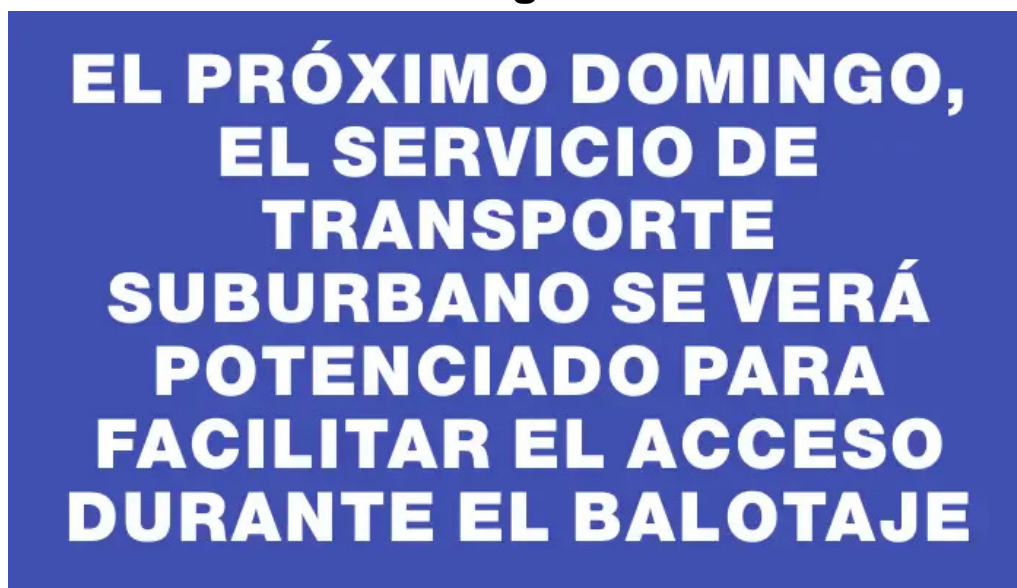 EL PRÓXIMO DOMINGO,
EL SERVICIO DE
TRANSPORTE
SUBURBANO SE VERÁ
POTENCIADO PARA
FACILITAR EL ACCESO
DURANTE EL BALOTAJE